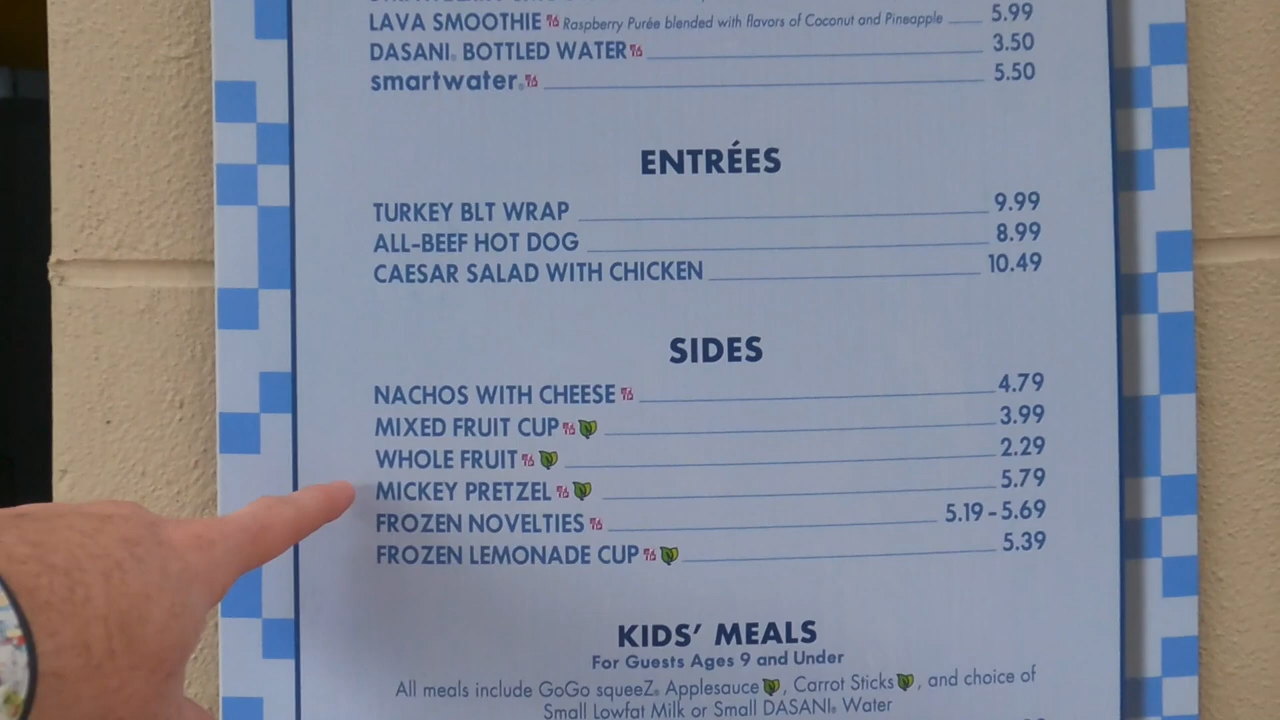 LAVA SMOOTHIE Raspberry Purée blended with flavors of Coconut and Pineapple 5.99
DASANI® BOTTLED WATER 3.50
smartwater® 5.50
ENTRÉES
TURKEY BLT WRAP 9.99
ALL-BEEF HOT DOG 8.99
CAESAR SALAD WITH CHICKEN 10.49
SIDES
NACHOS WITH CHEESE 4.79
MIXED FRUIT CUP 3.99
WHOLE FRUIT 2.29
MICKEY PRETZEL 5.79
FROZEN NOVELTIES 5.19 - 5.69
FROZEN LEMONADE CUP 5.39
KIDS' MEALS
For Guests Ages 9 and Under
All meals include GoGo squeeZ® Applesauce, Carrot Sticks, and choice of
Small Lowfat Milk or Small DASANI® Water